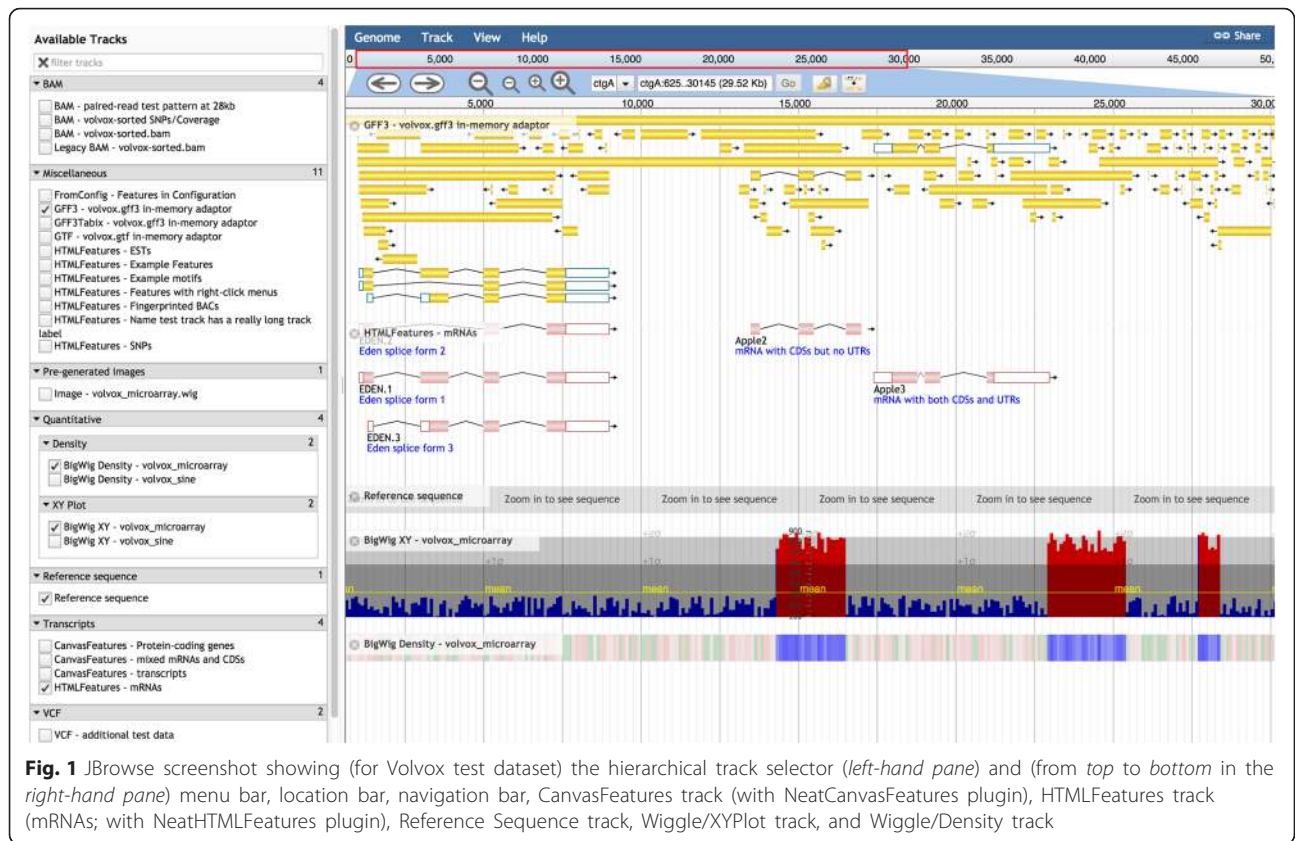 Available Tracks
filter tracks
BAM 4
BAM - paired-read test pattern at 28kb
BAM - volvox-sorted SNPs/Coverage
BAM - volvox-sorted.bam
Legacy BAM - volvox-sorted.bam
Miscellaneous 11
FromConfig - Features in Configuration
GFF3 - volvox.gff3 in-memory adaptor
GFF3Tabix - volvox.gff3 in-memory adaptor
GTF - volvox.gtf in-memory adaptor
HTMLFeatures - ESTs
HTMLFeatures - Example Features
HTMLFeatures - Example motifs
HTMLFeatures - Features with right-click menus
HTMLFeatures - Fingerprinted BACs
HTMLFeatures - Name test track has a really long track
label
HTMLFeatures - SNPs
Pre-generated Images 1
Image - volvox_microarray.wig
Quantitative 4
Density 2
BigWig Density - volvox_microarray
BigWig Density - volvox_sine
XY Plot 2
BigWig XY - volvox_microarray
BigWig XY - volvox_sine
Reference sequence 1
Reference sequence
Transcripts 4
CanvasFeatures - Protein-coding genes
CanvasFeatures - mixed mRNAs and CDSs
CanvasFeatures - transcripts
HTMLFeatures - mRNAs
VCF 2
VCF - additional test data
Genome Track View Help Share
0 5,000 10,000 15,000 20,000 25,000 30,000 35,000 40,000 45,000 50,
ctgA ctgA:625..30145 (29.52 Kb) Go
5,000 10,000 15,000 20,000 25,000 30,00
GFF3 - volvox.gff3 in-memory adaptor
HTMLFeatures - mRNAs
EDEN.2 Apple2
Eden splice form 2 mRNA with CDSs but no UTRs
EDEN.1 Apple3
Eden splice form 1 mRNA with both CDSs and UTRs
EDEN.3
Eden splice form 3
Reference sequence Zoom in to see sequence Zoom in to see sequence Zoom in to see sequence Zoom in to see sequence Zoom in to see sequence
+2σ 900 +2σ +2σ
BigWig XY - volvox_microarray
+1σ +1σ
mean mean mean mean
BigWig Density - volvox_microarray
Fig. 1 JBrowse screenshot showing (for Volvox test dataset) the hierarchical track selector (left-hand pane) and (from top to bottom in the
right-hand pane) menu bar, location bar, navigation bar, CanvasFeatures track (with NeatCanvasFeatures plugin), HTMLFeatures track
(mRNAs; with NeatHTMLFeatures plugin), Reference Sequence track, Wiggle/XYPlot track, and Wiggle/Density track